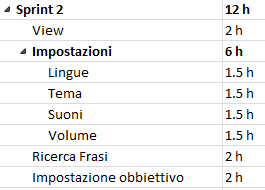 Sprint 2 12 h
View 2 h
Impostazioni 6 h
Lingue 1.5 h
Tema 1.5 h
Suoni 1.5 h
Volume 1.5 h
Ricerca Frasi 2 h
Impostazione obbiettivo 2 h